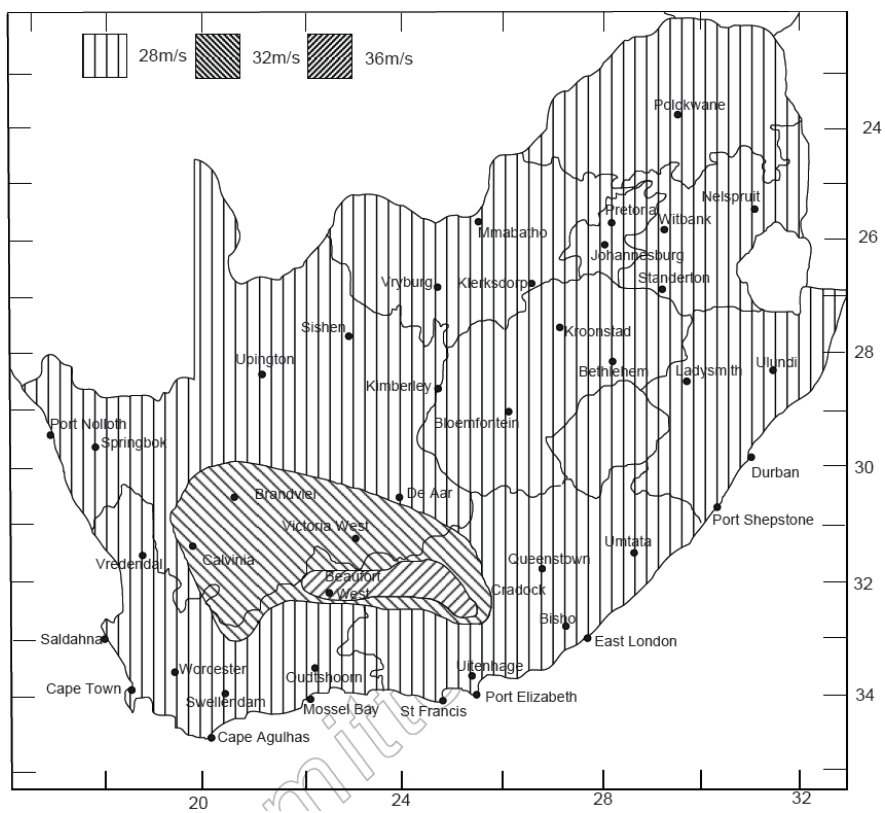 28m/s 32m/s 36m/s
Polokwane
24
Nelspruit
Pretoria
Witbank
Mmabatho
26
Johannesburg
Vryburg
Klerksdorp
Standerton
Sishen
Kroonstad
28
Upington
Bethlehem
Ladysmith
Ulundi
Kimberley
Port Nolloth
Bloemfontein
Springbok
30
Durban
Brandvlei
De Aar
Port Shepstone
Victoria West
Umtata
Vredendal
Calvinia
Queenstown
Beaufort
West
32
Cradock
Bisho
Saldahna
East London
Worcester
Oudtshoorn
Uitenhage
Cape Town
Swellendam
Port Elizabeth
34
Mossel Bay
St Francis
Cape Agulhas
mitt
20 24 28 32